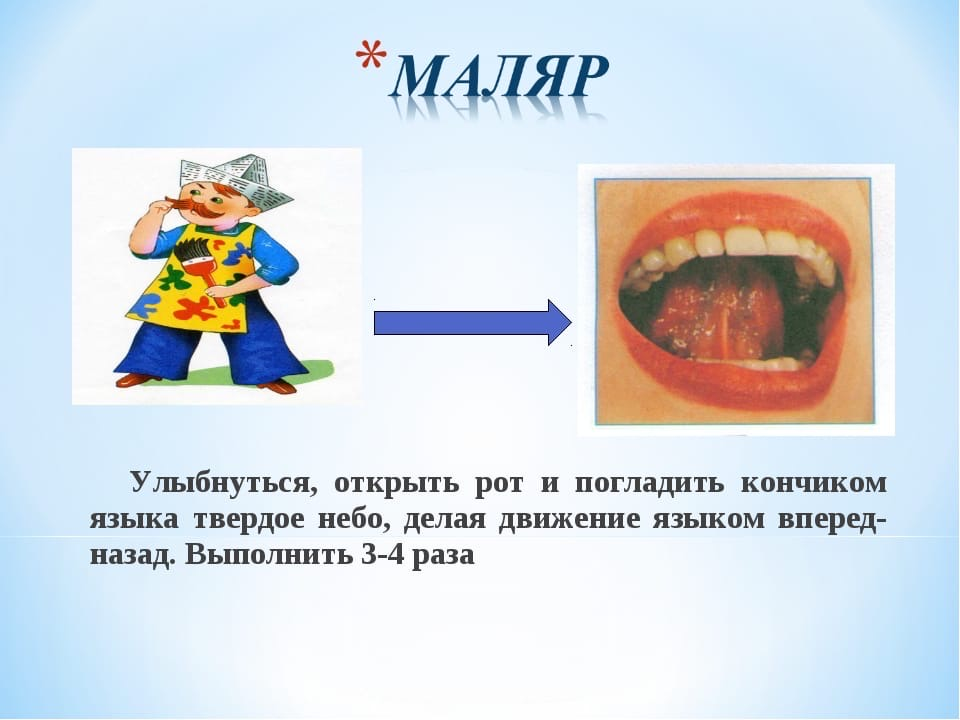 *МАЛЯР
Улыбнуться, открыть рот и погладить кончиком
языка твердое небо, делая движение языком вперед-
назад. Выполнить 3-4 раза